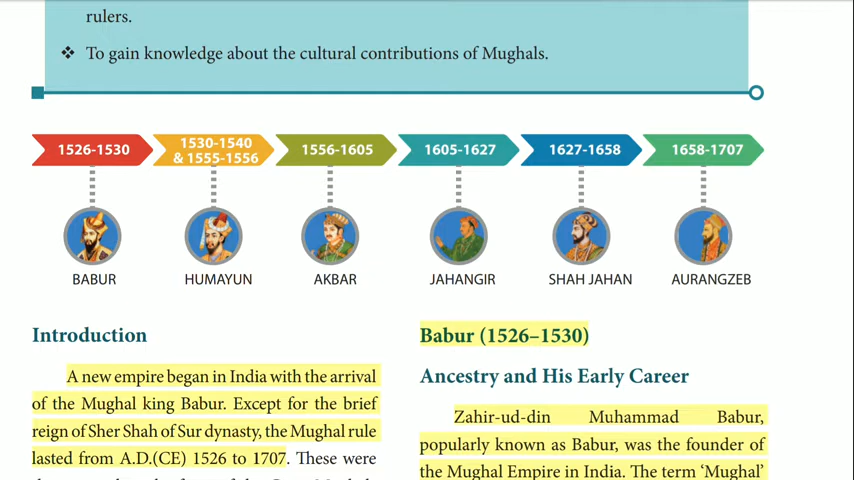 rulers.
❖ To gain knowledge about the cultural contributions of Mughals.
1526-1530
1530-1540
& 1555-1556
1556-1605
1605-1627
1627-1658
1658-1707
BABUR
HUMAYUN
AKBAR
JAHANGIR
SHAH JAHAN
AURANGZEB
Introduction
A new empire began in India with the arrival
of the Mughal king Babur. Except for the brief
reign of Sher Shah of Sur dynasty, the Mughal rule
lasted from A.D.(CE) 1526 to 1707. These were
Babur (1526–1530)
Ancestry and His Early Career
Zahir-ud-din Muhammad Babur,
popularly known as Babur, was the founder of
the Mughal Empire in India. The term ‘Mughal’